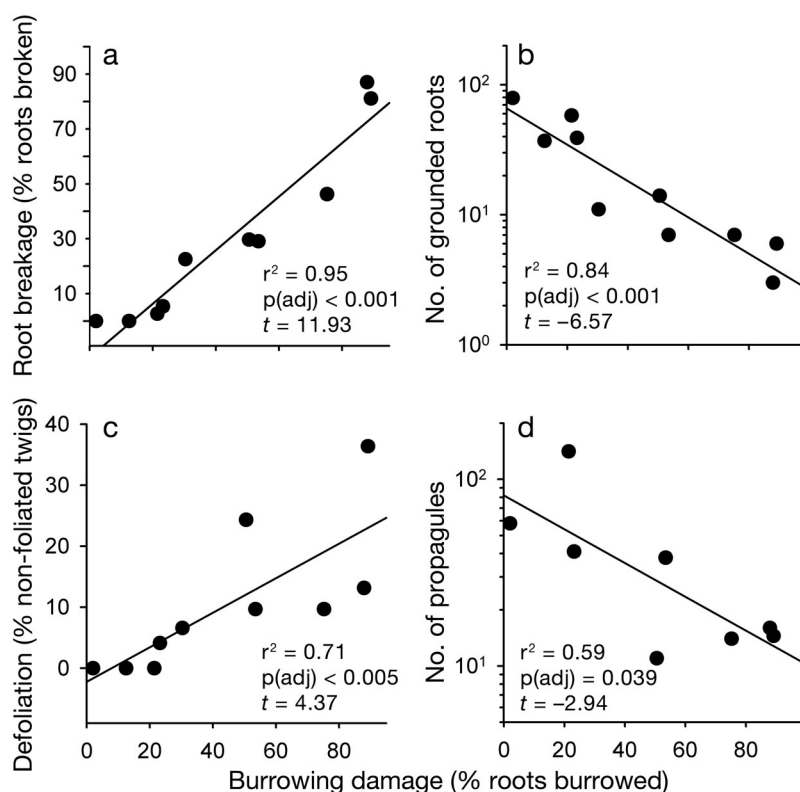 a
Root breakage (% roots broken)
90
70
50
30
10
r² = 0.95
p(adj) < 0.001
t = 11.93
b
No. of grounded roots
10²
10¹
10⁰
r² = 0.84
p(adj) < 0.001
t = –6.57
c
Defoliation (% non-foliated twigs)
40
30
20
10
0
r² = 0.71
p(adj) < 0.005
t = 4.37
0 20 40 60 80
d
No. of propagules
10²
10¹
r² = 0.59
p(adj) = 0.039
t = –2.94
0 20 40 60 80
Burrowing damage (% roots burrowed)